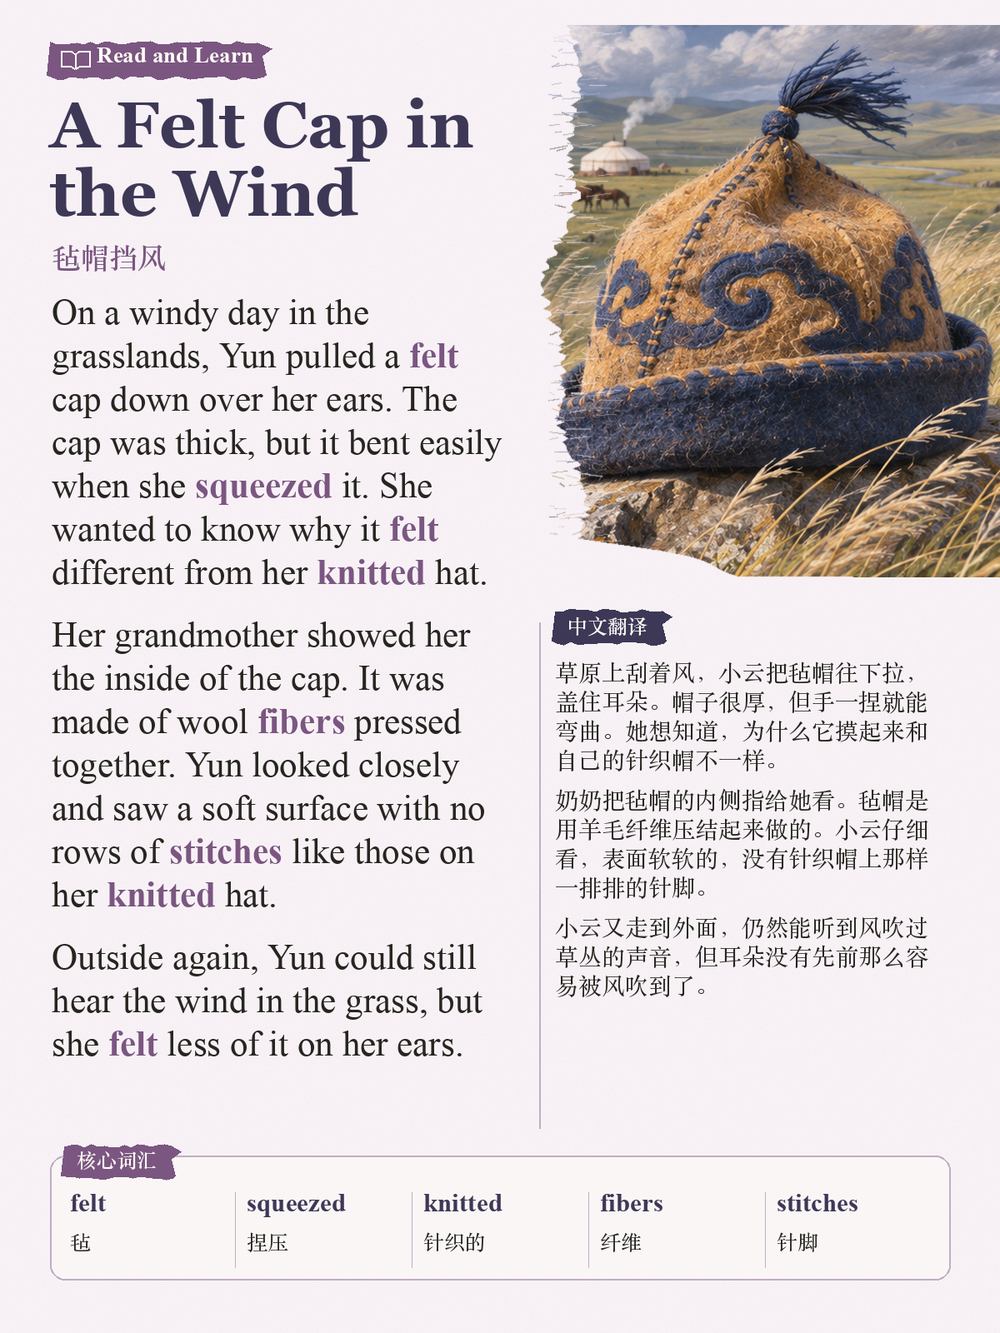 Read and Learn
A Felt Cap in
the Wind
毡帽挡风
On a windy day in the
grasslands, Yun pulled a felt
cap down over her ears. The
cap was thick, but it bent easily
when she squeezed it. She
wanted to know why it felt
different from her knitted hat.
Her grandmother showed her
the inside of the cap. It was
made of wool fibers pressed
together. Yun looked closely
and saw a soft surface with no
rows of stitches like those on
her knitted hat.
Outside again, Yun could still
hear the wind in the grass, but
she felt less of it on her ears.
中文翻译
草原上刮着风，小云把毡帽往下拉，
盖住耳朵。帽子很厚，但手一捏就能
弯曲。她想知道，为什么它摸起来和
自己的针织帽不一样。
奶奶把毡帽的内侧指给她看。毡帽是
用羊毛纤维压结起来做的。小云仔细
看，表面软软的，没有针织帽上那样
一排排的针脚。
小云又走到外面，仍然能听到风吹过
草丛的声音，但耳朵没有先前那么容
易被风吹到了。
核心词汇
felt
毡
squeezed
捏压
knitted
针织的
fibers
纤维
stitches
针脚